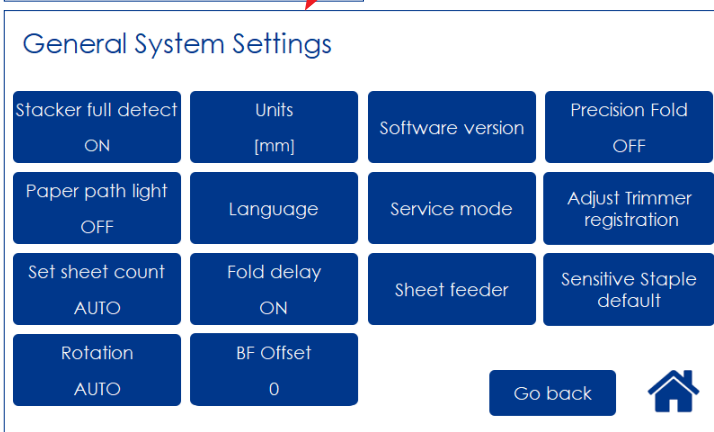 General System Settings
Stacker full detect
ON
Units
[mm]
Software version
Precision Fold
OFF
Paper path light
OFF
Language
Service mode
Adjust Trimmer
registration
Set sheet count
AUTO
Fold delay
ON
Sheet feeder
Sensitive Staple
default
Rotation
AUTO
BF Offset
0
Go back